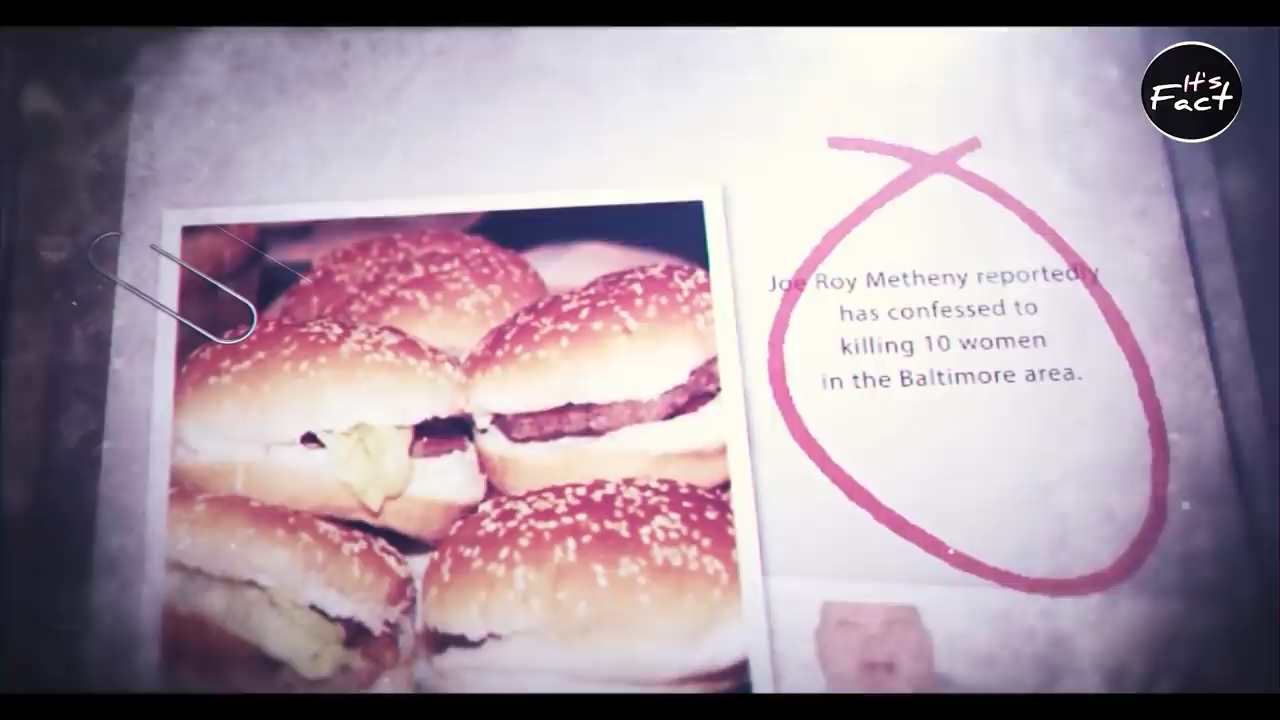 It's
Fact
Joe Roy Metheny reportedly
has confessed to
killing 10 women
in the Baltimore area.